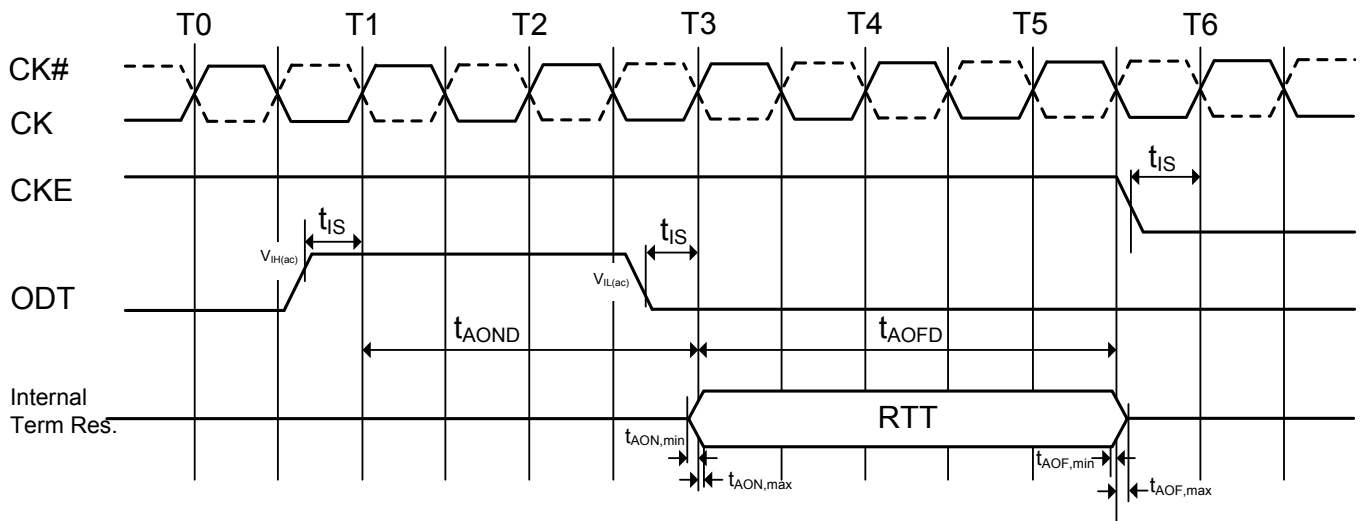 T0 T1 T2 T3 T4 T5 T6
CK#
CK
CKE
tIS
tIS
tIS
VIH(ac)
VIL(ac)
ODT
tAOND
tAOFD
Internal
Term Res.
RTT
tAON,min
tAOF,min
tAON,max
tAOF,max